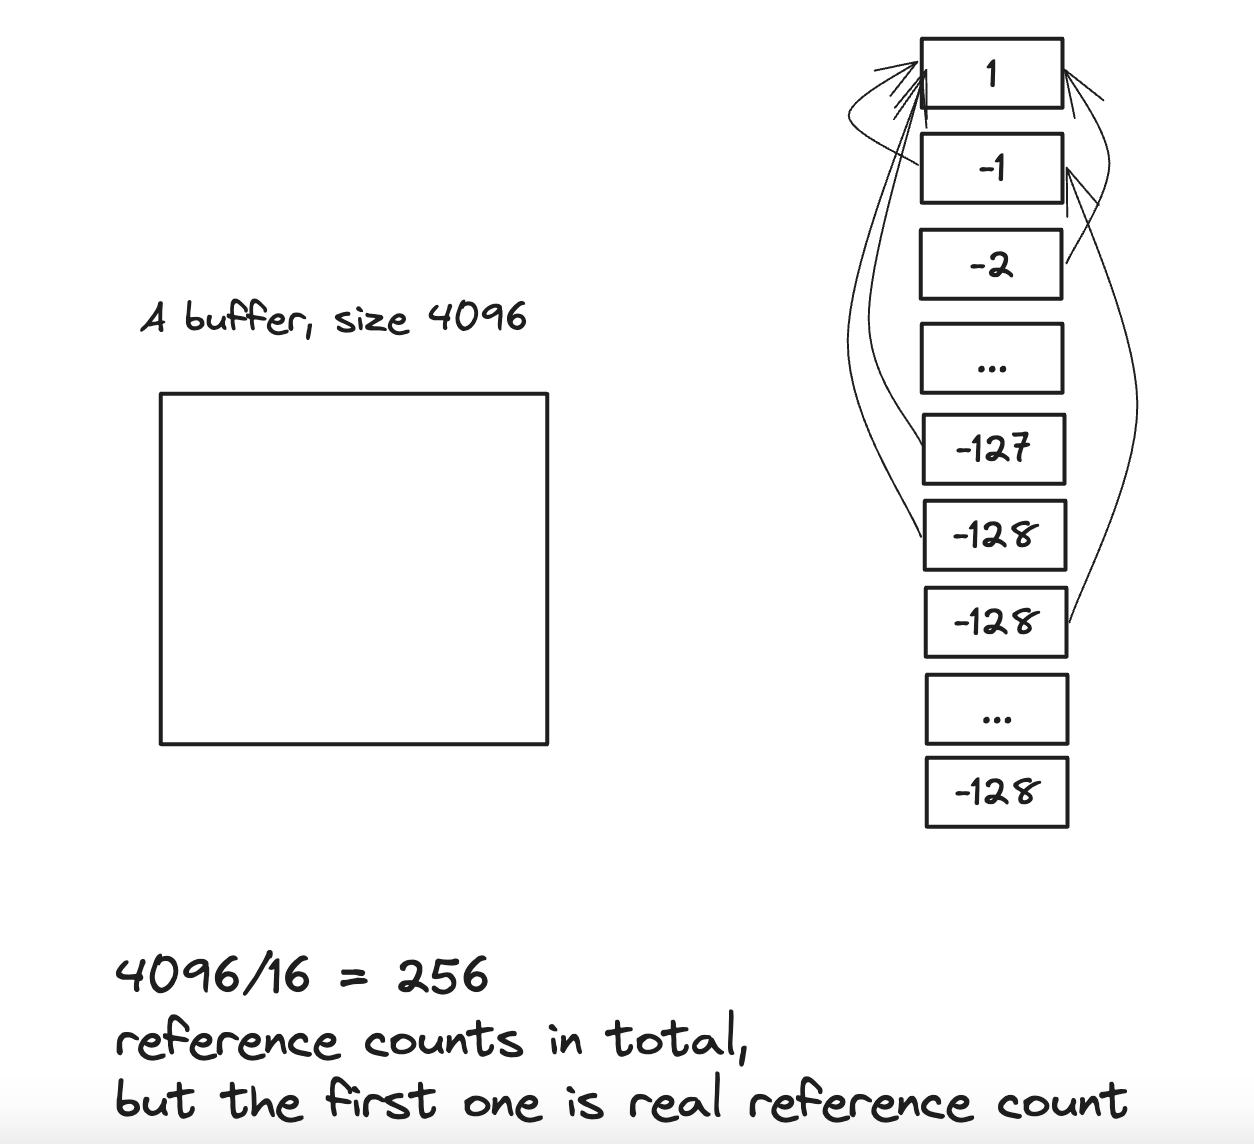 1
-1
-2
A buffer, size 4096
...
-127
-128
-128
...
-128
4096/16 = 256
reference counts in total,
but the first one is real reference count